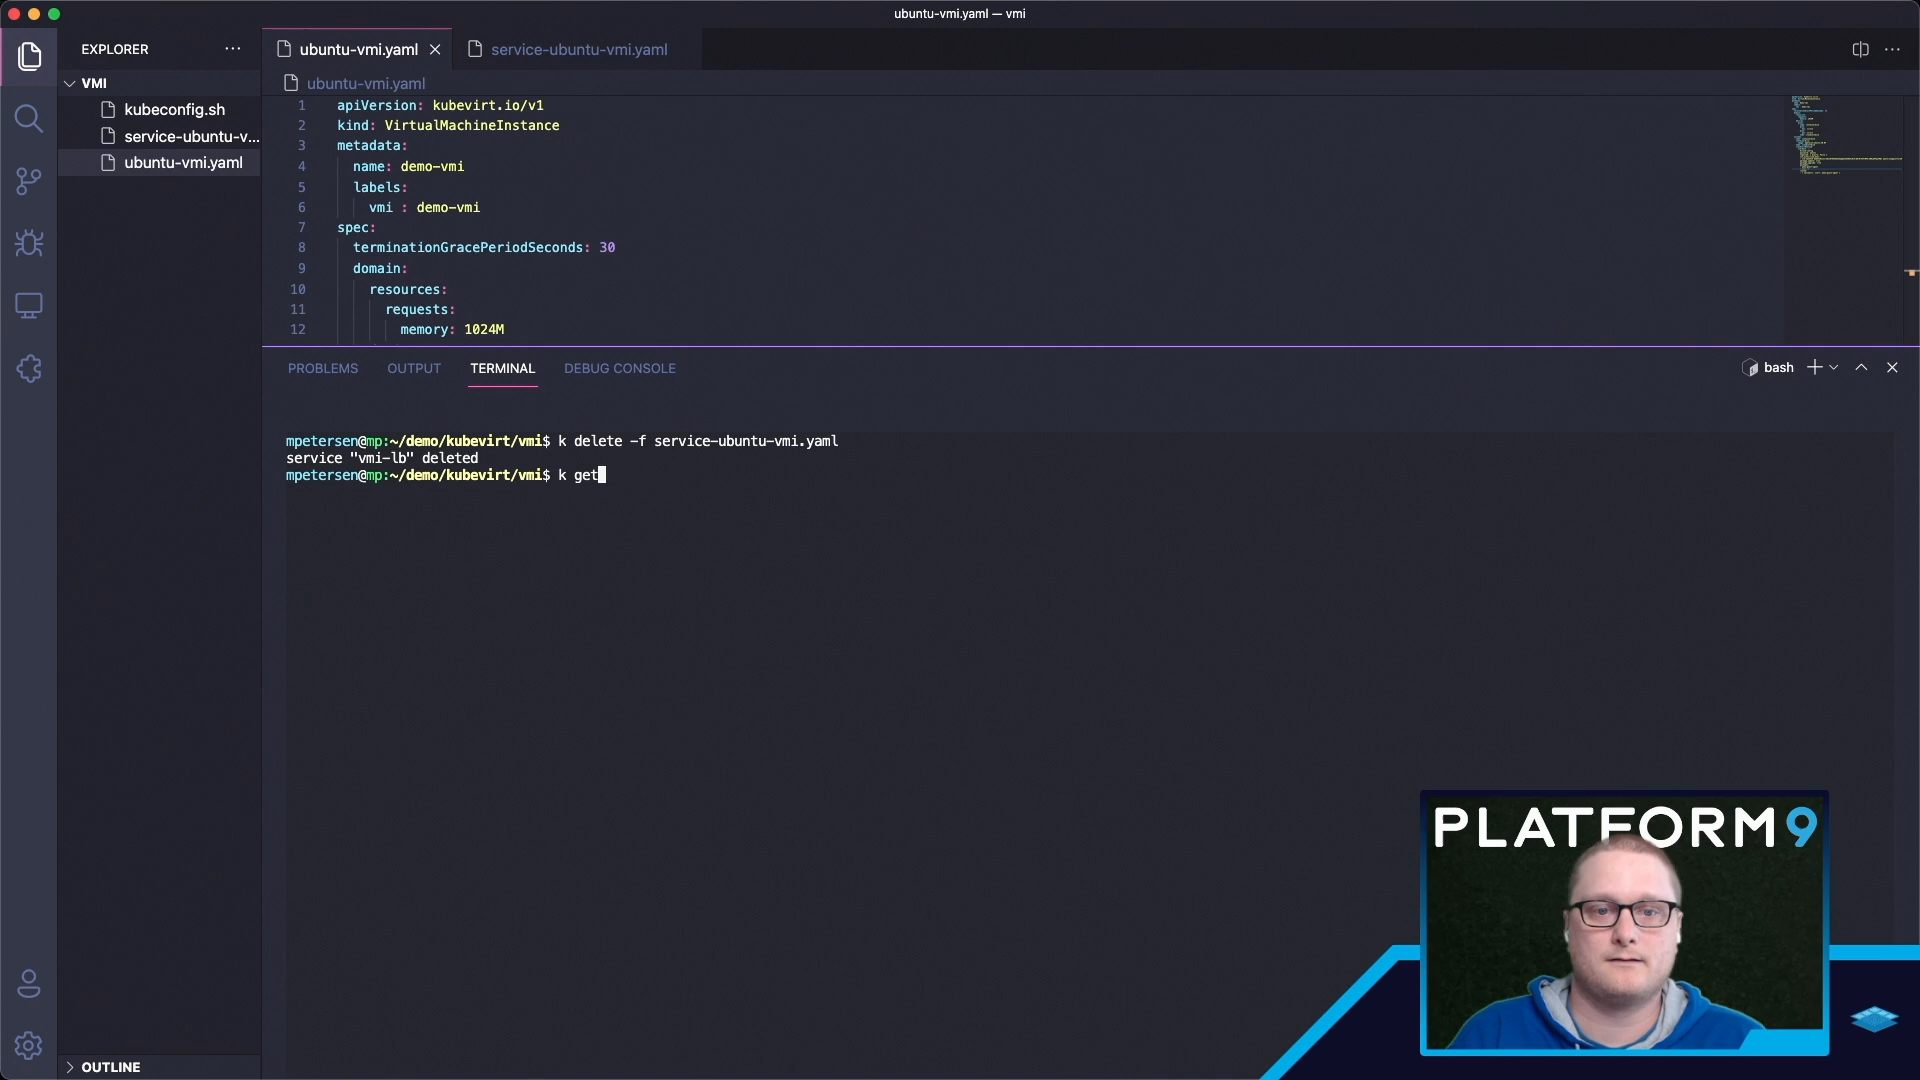 ubuntu-vmi.yaml — vmi
EXPLORER
ubuntu-vmi.yaml
service-ubuntu-vmi.yaml
VMI
kubeconfig.sh
service-ubuntu-v...
ubuntu-vmi.yaml
OUTLINE
ubuntu-vmi.yaml
1 apiVersion: kubevirt.io/v1
2 kind: VirtualMachineInstance
3 metadata:
4 name: demo-vmi
5 labels:
6 vmi : demo-vmi
7 spec:
8 terminationGracePeriodSeconds: 30
9 domain:
10 resources:
11 requests:
12 memory: 1024M
PROBLEMS OUTPUT TERMINAL DEBUG CONSOLE
bash
mpetersen@mp:~/demo/kubevirt/vmi$ k delete -f service-ubuntu-vmi.yaml
service "vmi-lb" deleted
mpetersen@mp:~/demo/kubevirt/vmi$ k get
PLATFORM9